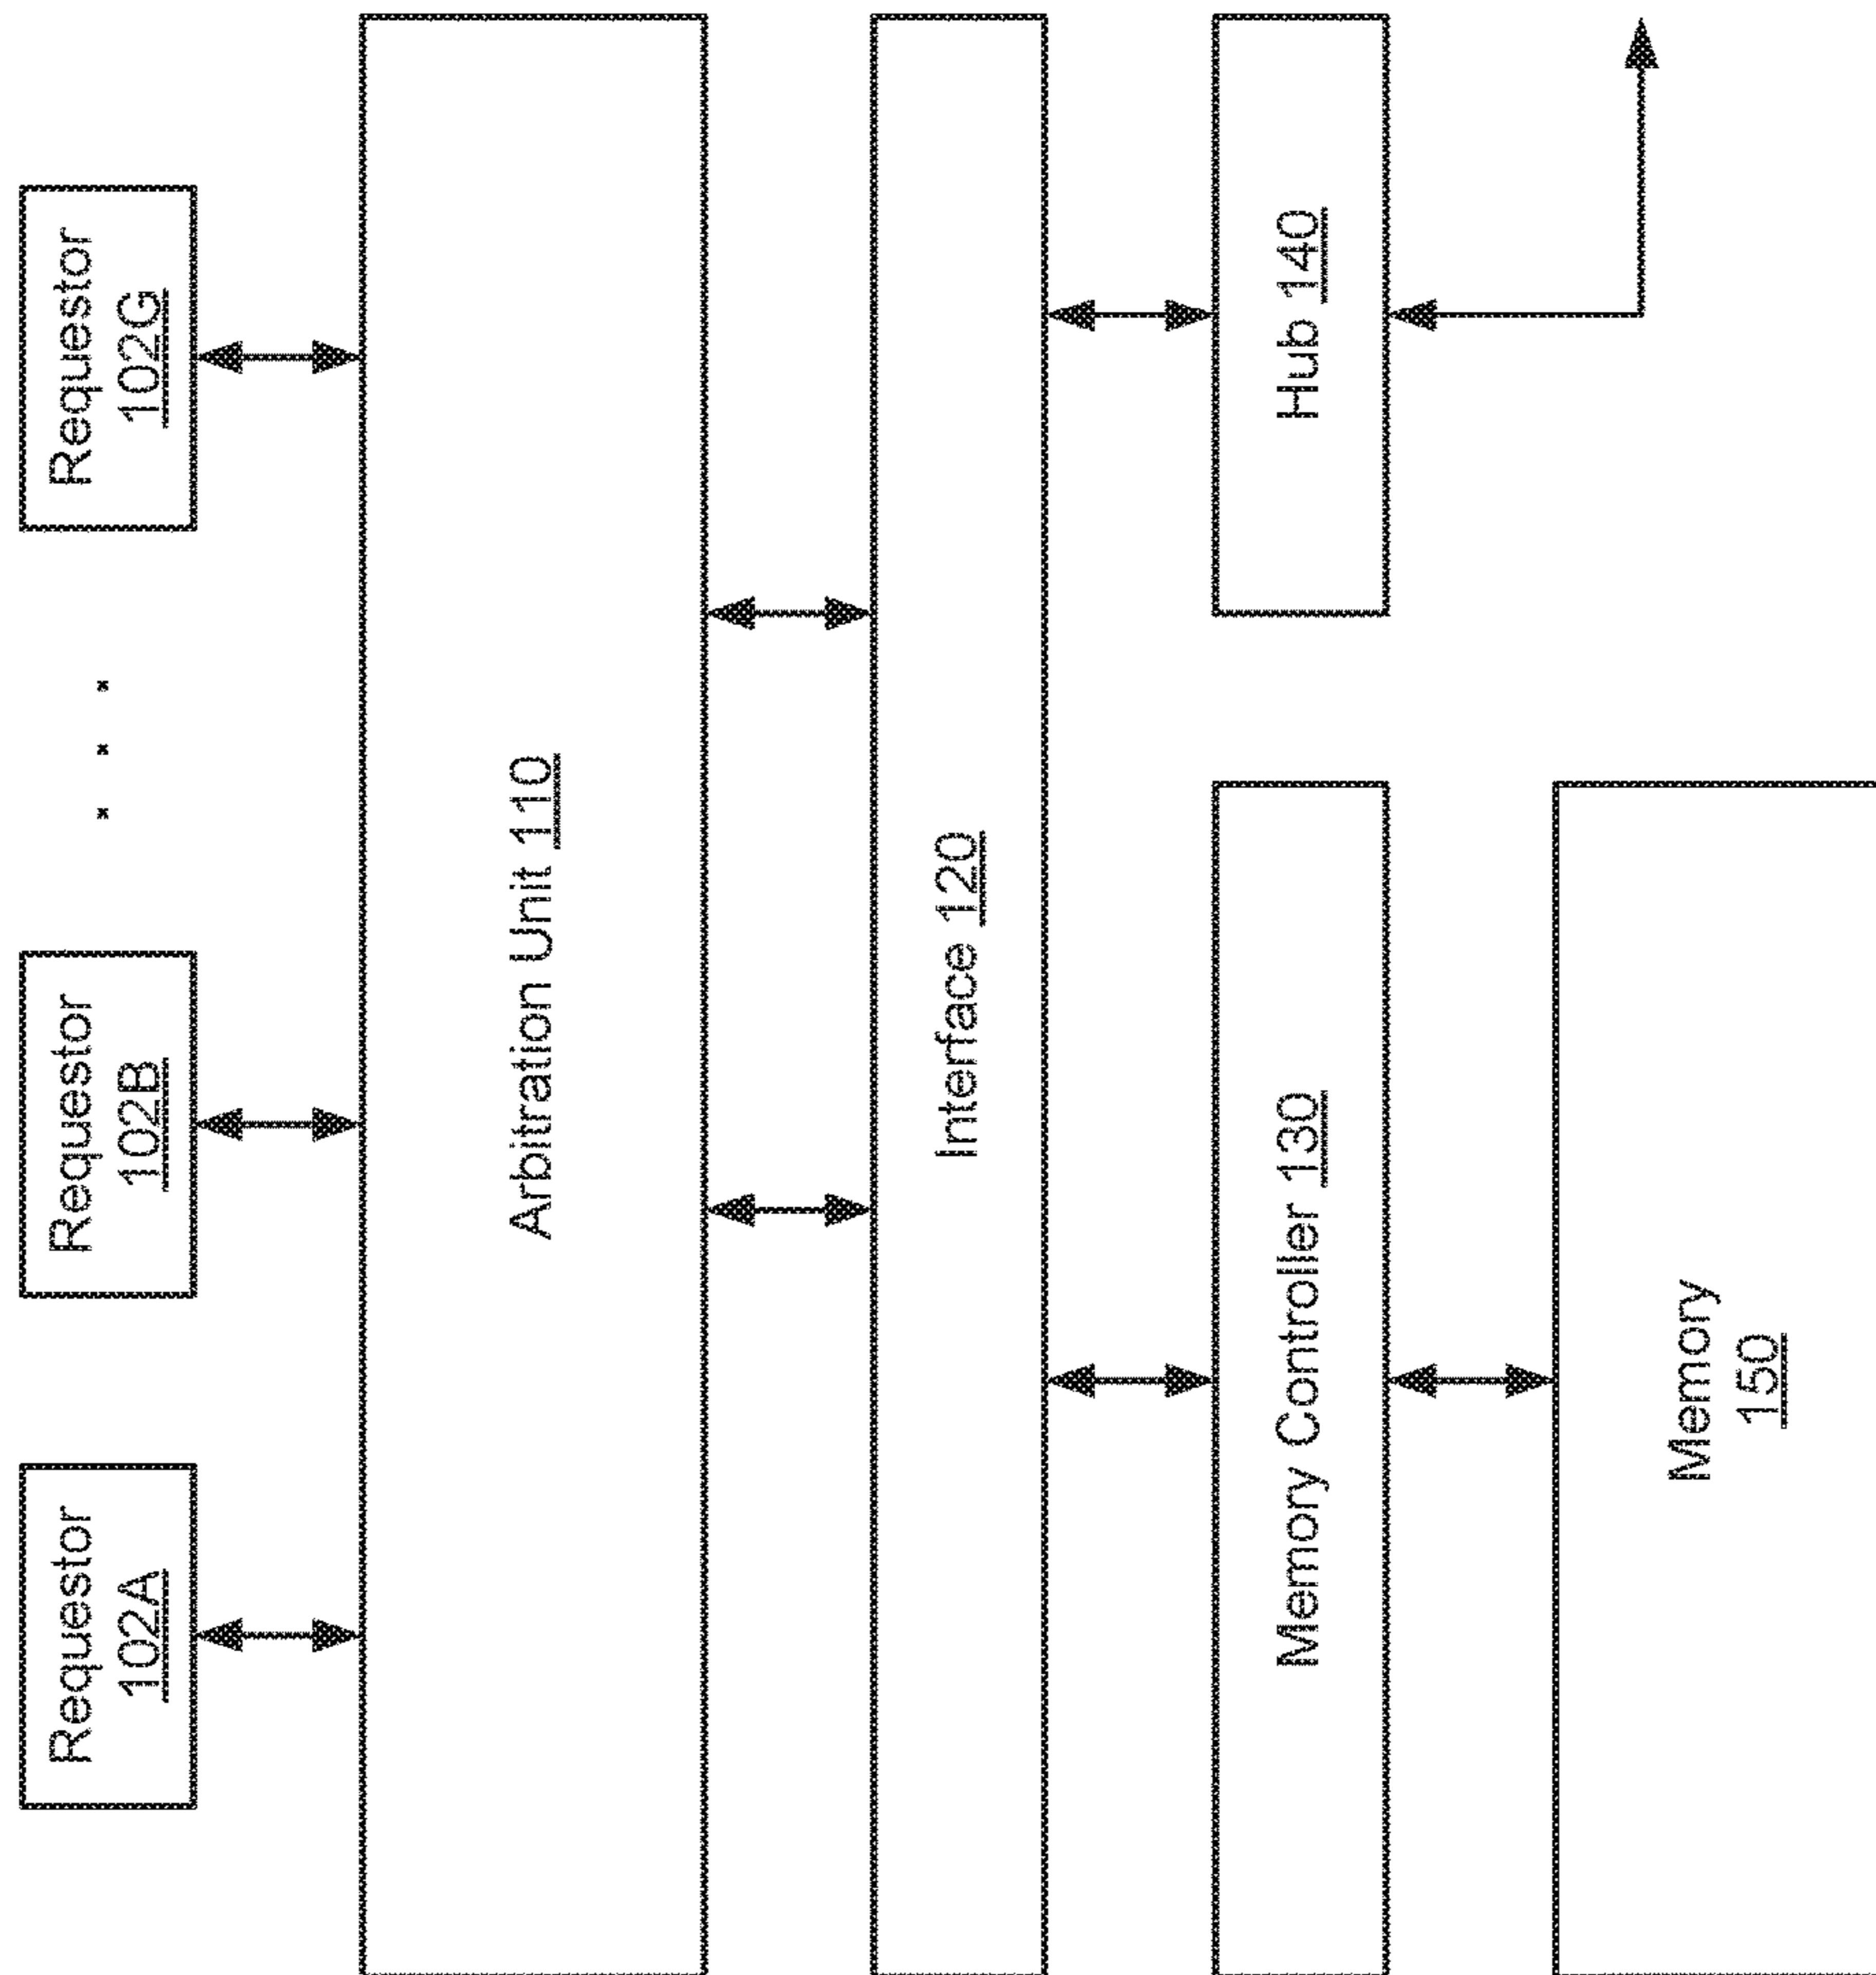 Requestor
102A
Requestor
102B
. . .
Requestor
102G
Arbitration Unit 110
Interface 120
Memory Controller 130
Hub 140
Memory
150